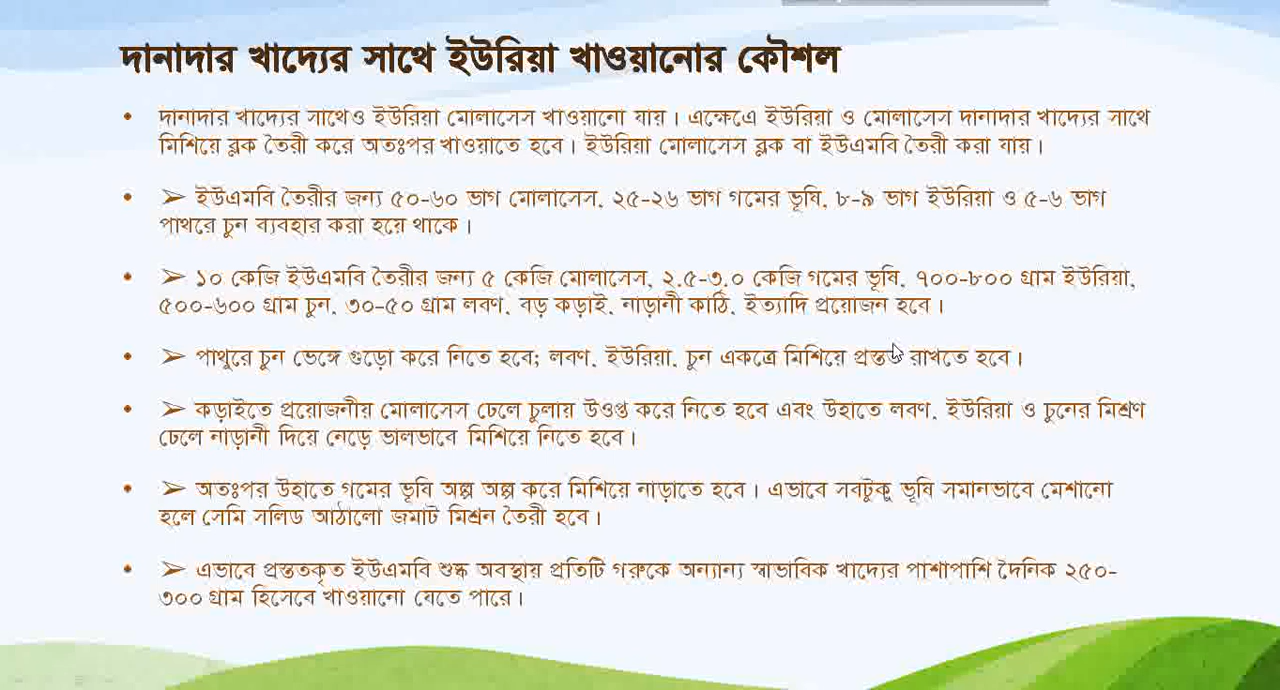 দানাদার খাদ্যের সাথে ইউরিয়া খাওয়ানোর কৌশল
• দানাদার খাদ্যের সাথেও ইউরিয়া মোলাসেস খাওয়ানো যায়। এক্ষেএে ইউরিয়া ও মোলাসেস দানাদার খাদ্যের সাথে
মিশিয়ে ব্লক তৈরী করে অতঃপর খাওয়াতে হবে। ইউরিয়া মোলাসেস ব্লক বা ইউএমবি তৈরী করা যায়।
• ➢ ইউএমবি তৈরীর জন্য ৫০-৬০ ভাগ মোলাসেস, ২৫-২৬ ভাগ গমের ভূষি, ৮-৯ ভাগ ইউরিয়া ও ৫-৬ ভাগ
পাথরে চুন ব্যবহার করা হয়ে থাকে।
• ➢ ১০ কেজি ইউএমবি তৈরীর জন্য ৫ কেজি মোলাসেস, ২.৫-৩.০ কেজি গমের ভূষি, ৭০০-৮০০ গ্রাম ইউরিয়া,
৫০০-৬০০ গ্রাম চুন, ৩০-৫০ গ্রাম লবণ, বড় কড়াই, নাড়ানী কাঠি, ইত্যাদি প্রয়োজন হবে।
• ➢ পাথুরে চুন ভেঙ্গে গুড়ো করে নিতে হবে; লবণ, ইউরিয়া, চুন একত্রে মিশিয়ে প্রস্তত রাখতে হবে।
• ➢ কড়াইতে প্রয়োজনীয় মোলাসেস ঢেলে চুলায় উওপ্ত করে নিতে হবে এবং উহাতে লবণ, ইউরিয়া ও চুনের মিশ্রণ
ঢেলে নাড়ানী দিয়ে নেড়ে ভালভাবে মিশিয়ে নিতে হবে।
• ➢ অতঃপর উহাতে গমের ভূষি অল্প অল্প করে মিশিয়ে নাড়াতে হবে। এভাবে সবটুকু ভূষি সমানভাবে মেশানো
হলে সেমি সলিড আঠালো জমাট মিশ্রন তৈরী হবে।
• ➢ এভাবে প্রস্ততকৃত ইউএমবি শুষ্ক অবস্থায় প্রতিটি গরুকে অন্যান্য স্বাভাবিক খাদ্যের পাশাপাশি দৈনিক ২৫০-
৩০০ গ্রাম হিসেবে খাওয়ানো যেতে পারে।